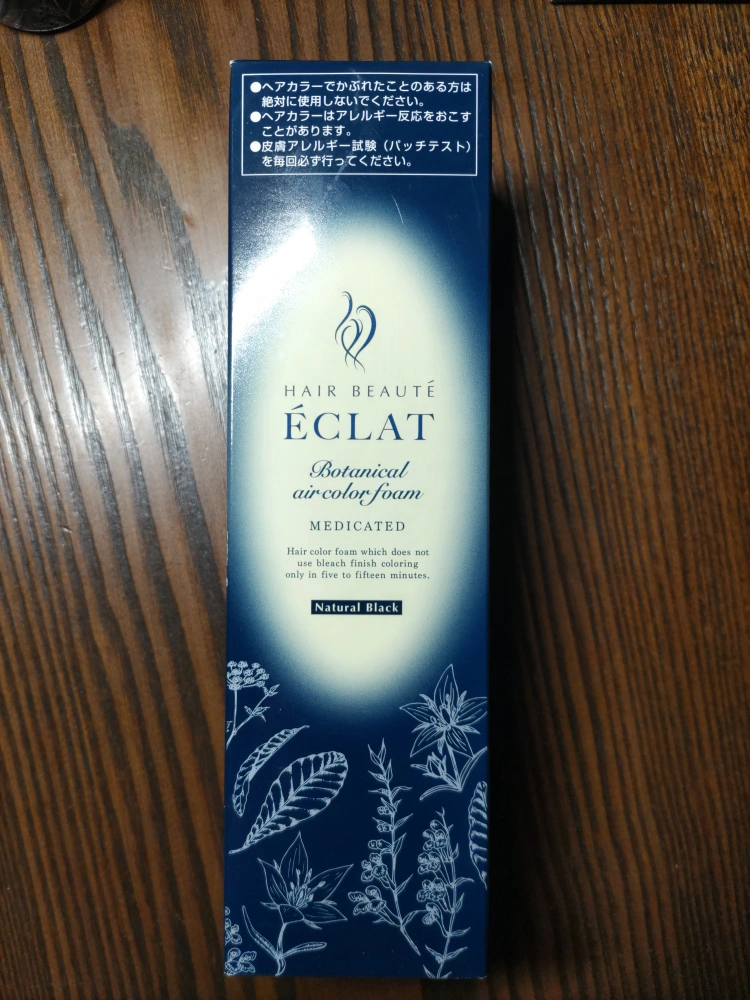 ●ヘアカラーでかぶれたことのある方は
絶対に使用しないでください。
●ヘアカラーはアレルギー反応をおこす
ことがあります。
●皮膚アレルギー試験（パッチテスト）
を毎回必ず行ってください。
HAIR BEAUTÉ
ÉCLAT
Botanical
air color foam
MEDICATED
Hair color foam which does not
use bleach finish coloring
only in five to fifteen minutes.
Natural Black